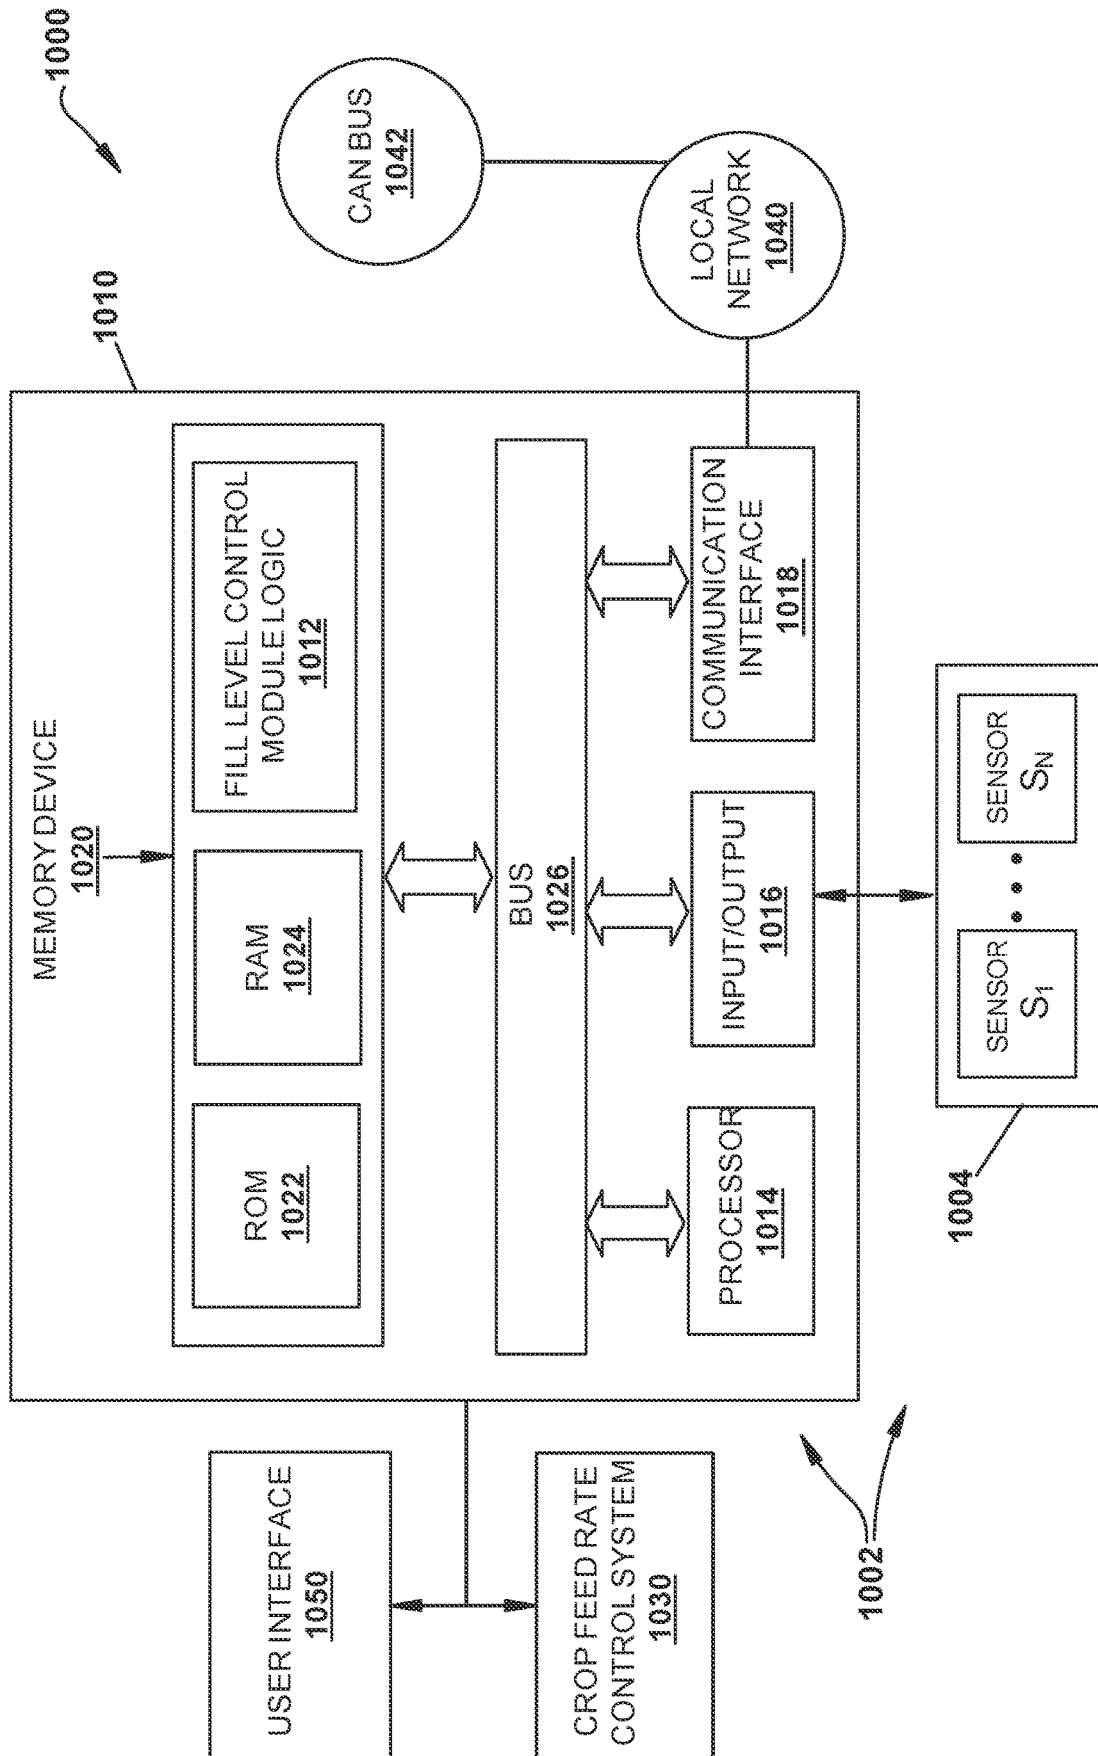 1000
1010
MEMORY DEVICE
1020
ROM
1022
RAM
1024
FILL LEVEL CONTROL
MODULE LOGIC
1012
CAN BUS
1042
USER INTERFACE
1050
BUS
1026
LOCAL
NETWORK
1040
CROP FEED RATE
CONTROL SYSTEM
1030
PROCESSOR
1014
INPUT/OUTPUT
1016
COMMUNICATION
INTERFACE
1018
1002
1004
SENSOR
S1
SENSOR
SN